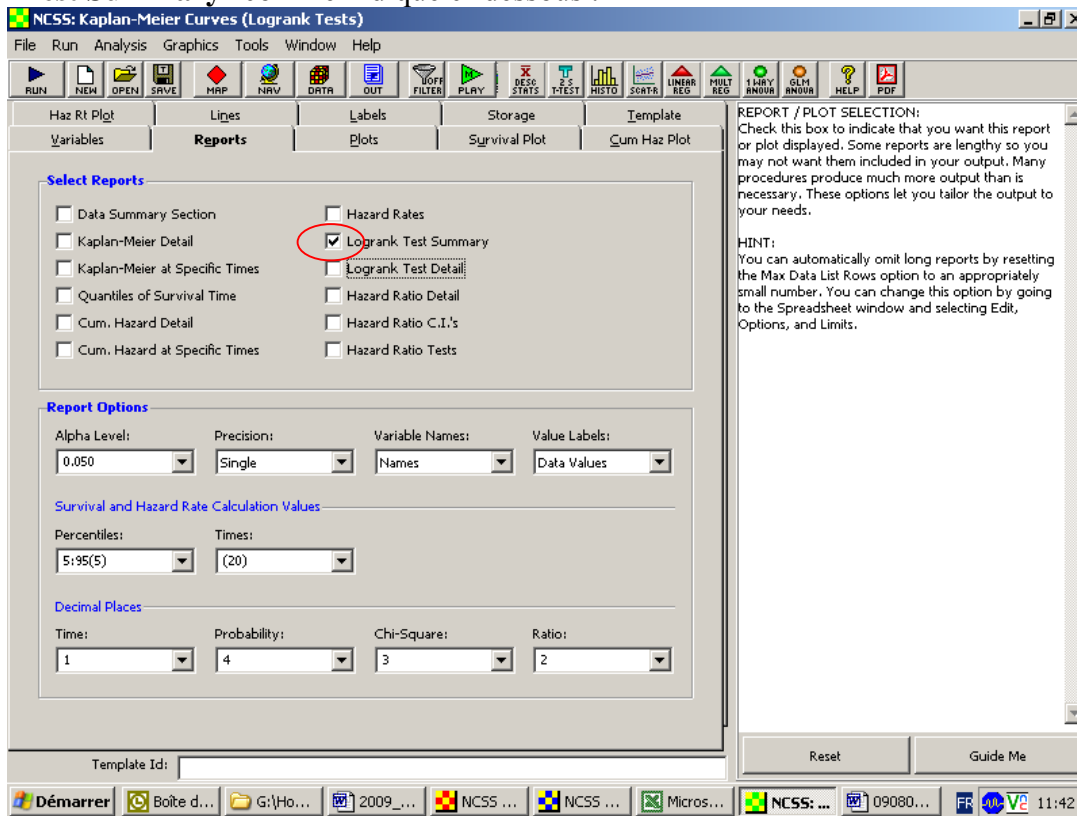 NCSS: Kaplan-Meier Curves (Logrank Tests)
File Run Analysis Graphics Tools Window Help
RUN NEW OPEN SAVE MAP NAV DATA OUT OFF FILTER PLAY DESC STATS 2 S T-TEST HISTO SCAT-R LINEAR REG MULT REG 1 WAY ANOVA GLM ANOVA HELP PDF
Haz Rt Plot Lines Labels Storage Template
Variables Reports Plots Survival Plot Cum Haz Plot
Select Reports
Data Summary Section Hazard Rates
Kaplan-Meier Detail Logrank Test Summary
Kaplan-Meier at Specific Times Logrank Test Detail
Quantiles of Survival Time Hazard Ratio Detail
Cum. Hazard Detail Hazard Ratio C.I.'s
Cum. Hazard at Specific Times Hazard Ratio Tests
Report Options
Alpha Level: Precision: Variable Names: Value Labels:
0.050 Single Names Data Values
Survival and Hazard Rate Calculation Values
Percentiles: Times:
5:95(5) (20)
Decimal Places
Time: Probability: Chi-Square: Ratio:
1 4 3 2
Template Id:
REPORT / PLOT SELECTION:
Check this box to indicate that you want this report
or plot displayed. Some reports are lengthy so you
may not want them included in your output. Many
procedures produce much more output than is
necessary. These options let you tailor the output to
your needs.
HINT:
You can automatically omit long reports by resetting
the Max Data List Rows option to an appropriately
small number. You can change this option by going
to the Spreadsheet window and selecting Edit,
Options, and Limits.
Reset Guide Me
Démarrer Boîte d... G:\Ho... 2009_... NCSS ... NCSS ... Micros... NCSS: ... 09080... FR 11:42